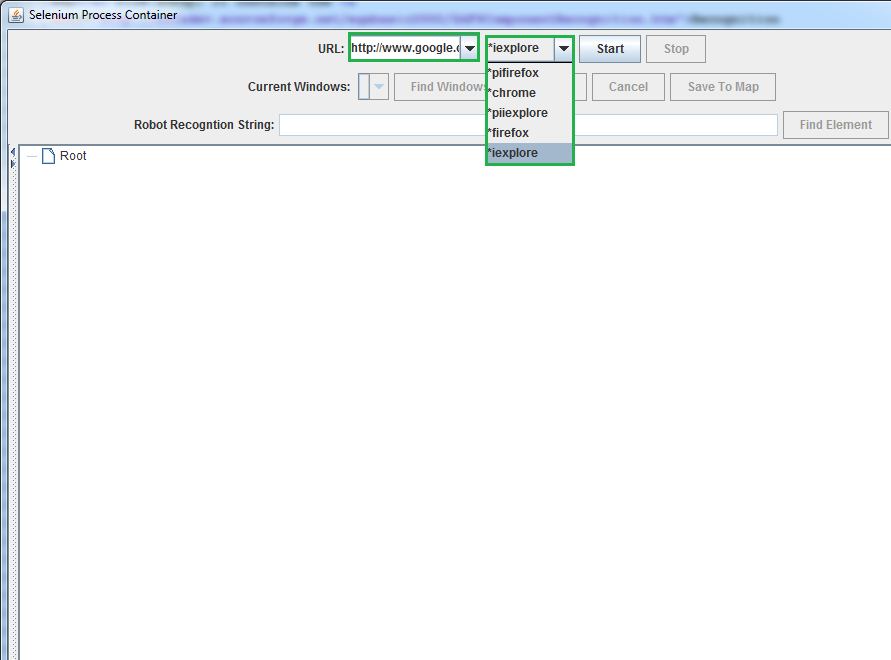 Selenium Process Container
URL: http://www.google.c *iexplore Start Stop
*pifirefox
Current Windows: Find Window Cancel Save To Map
*chrome
*piiexplore
Robot Recogntion String: Find Element
*firefox
*iexplore
Root